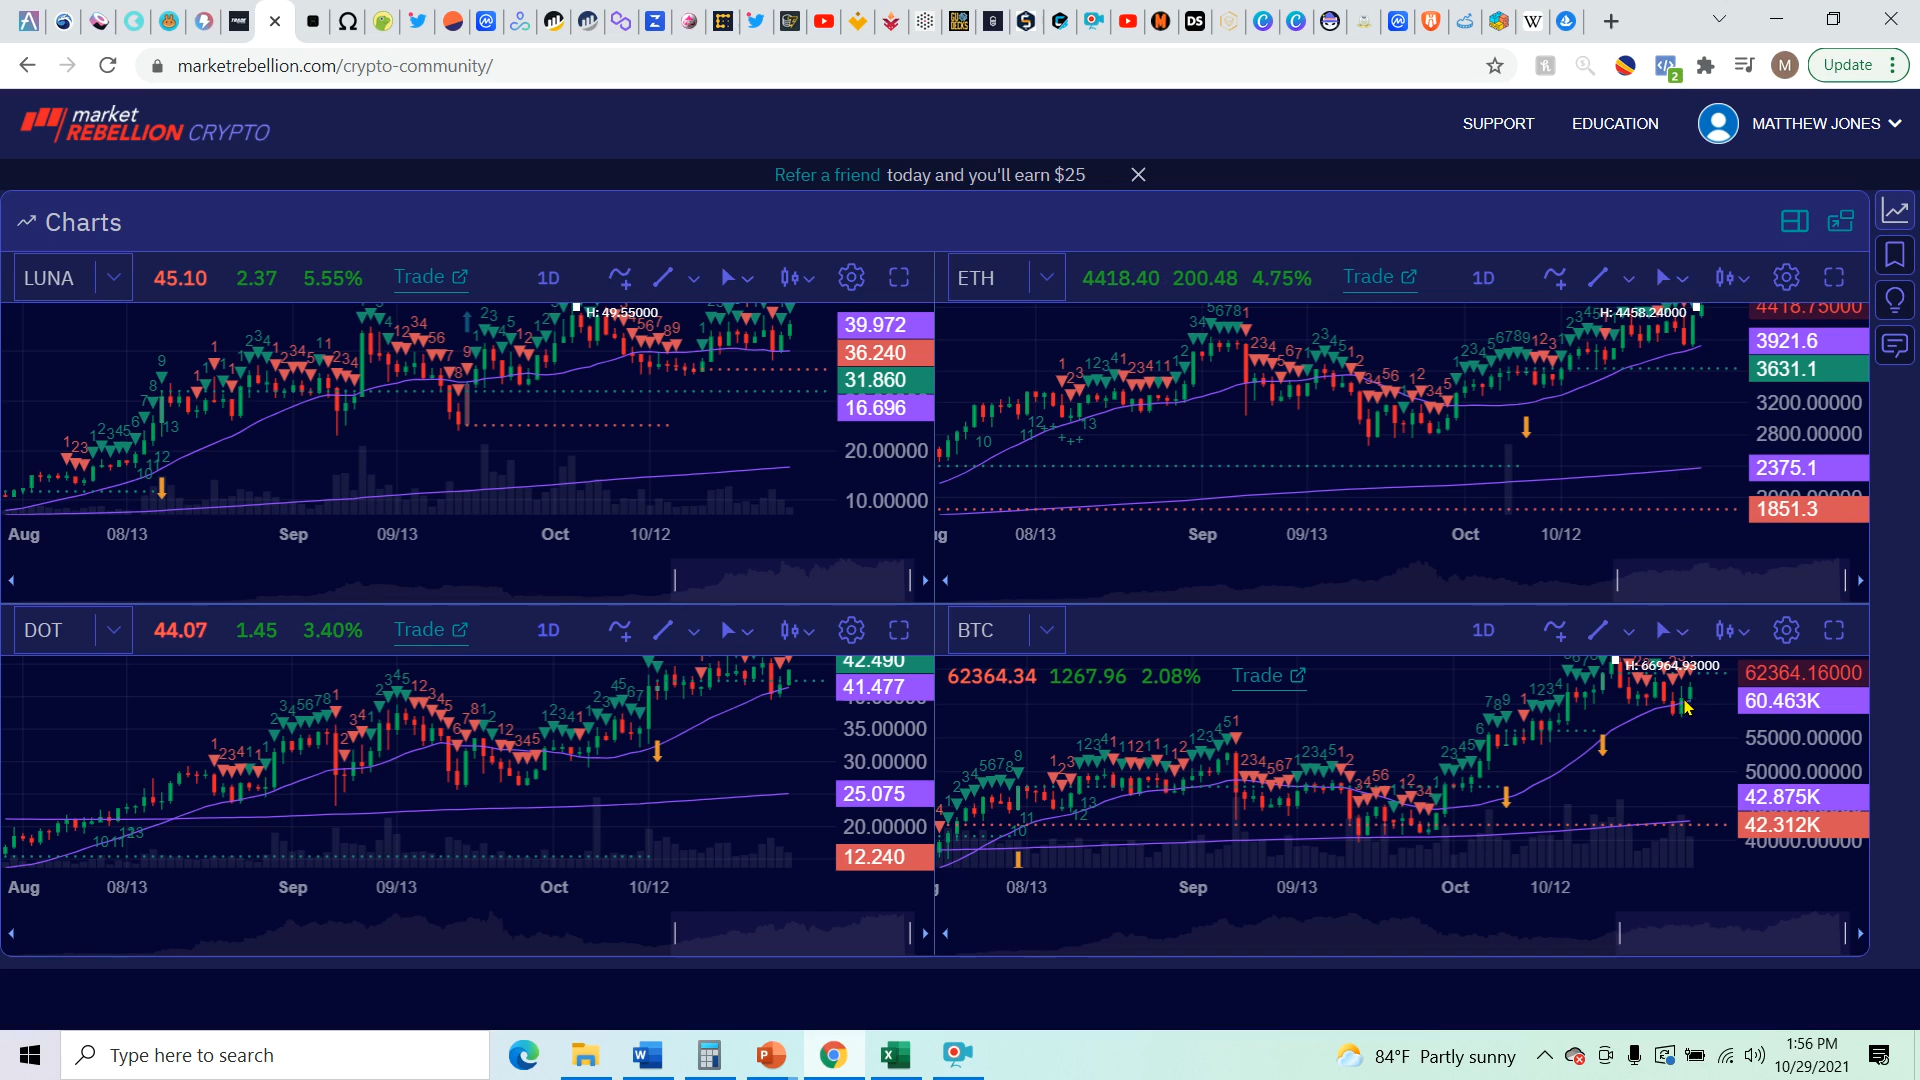 marketrebellion.com/crypto-community/
M
Update
market
REBELLION CRYPTO
SUPPORT
EDUCATION
MATTHEW JONES
Refer a friend today and you'll earn $25
Charts
LUNA
45.10
2.37
5.55%
Trade
1D
H: 49.55000
39.972
36.240
31.860
16.696
20.00000
10.00000
Aug 08/13 Sep 09/13 Oct 10/12
ETH
4418.40
200.48
4.75%
Trade
1D
H: 4458.24000
4418.75000
3921.6
3631.1
3200.00000
2800.00000
2375.1
1851.3
08/13 Sep 09/13 Oct 10/12
DOT
44.07
1.45
3.40%
Trade
1D
42.490
41.477
35.00000
30.00000
25.075
20.00000
12.240
Aug 08/13 Sep 09/13 Oct 10/12
BTC
1D
62364.34 1267.96 2.08% Trade
H: 66964.93000
62364.16000
60.463K
55000.00000
50000.00000
42.875K
42.312K
40000.00000
08/13 Sep 09/13 Oct 10/12
Type here to search
84°F Partly sunny
1:56 PM
10/29/2021